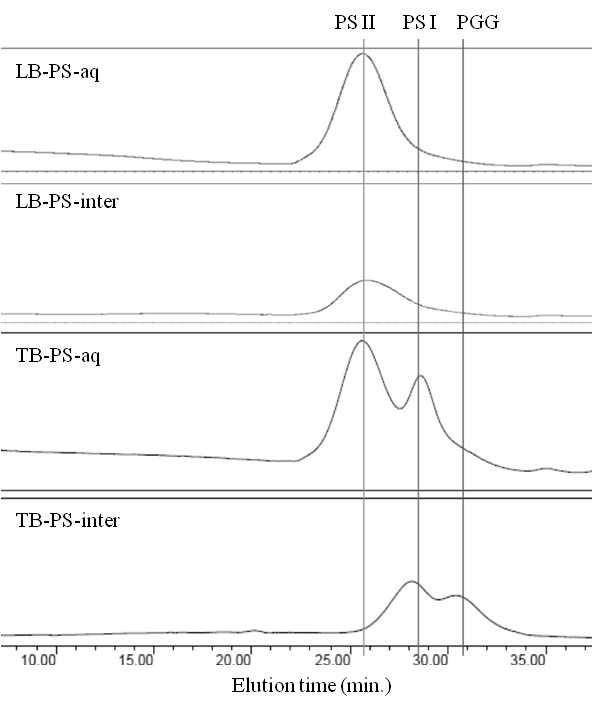 PS II PS I PGG
LB-PS-aq
LB-PS-inter
TB-PS-aq
TB-PS-inter
10.00 15.00 20.00 25.00 30.00 35.00
Elution time (min.)